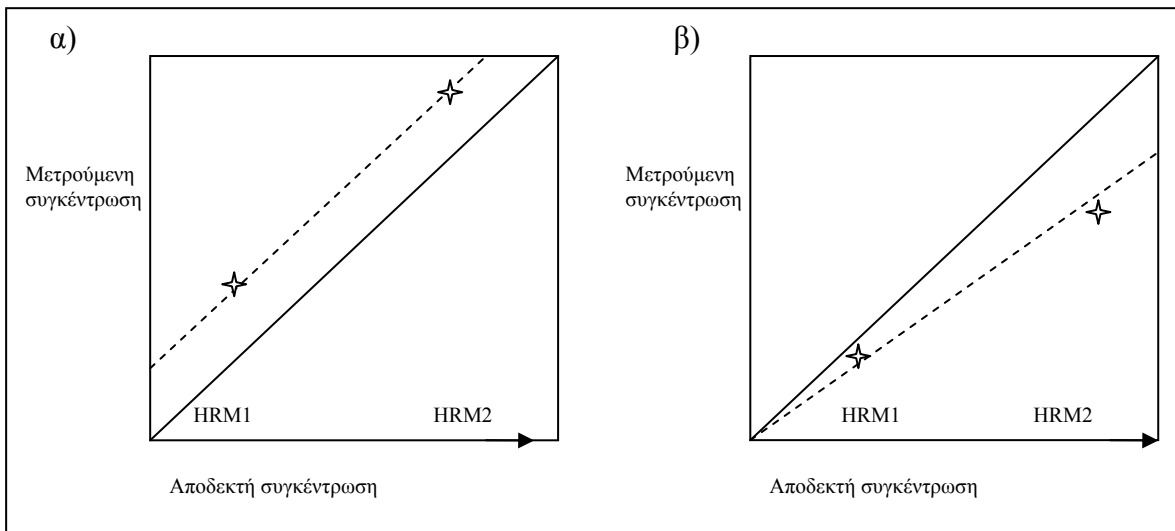 α)
Μετρούμενη
συγκέντρωση
HRM1 HRM2
Αποδεκτή συγκέντρωση
β)
Μετρούμενη
συγκέντρωση
HRM1 HRM2
Αποδεκτή συγκέντρωση